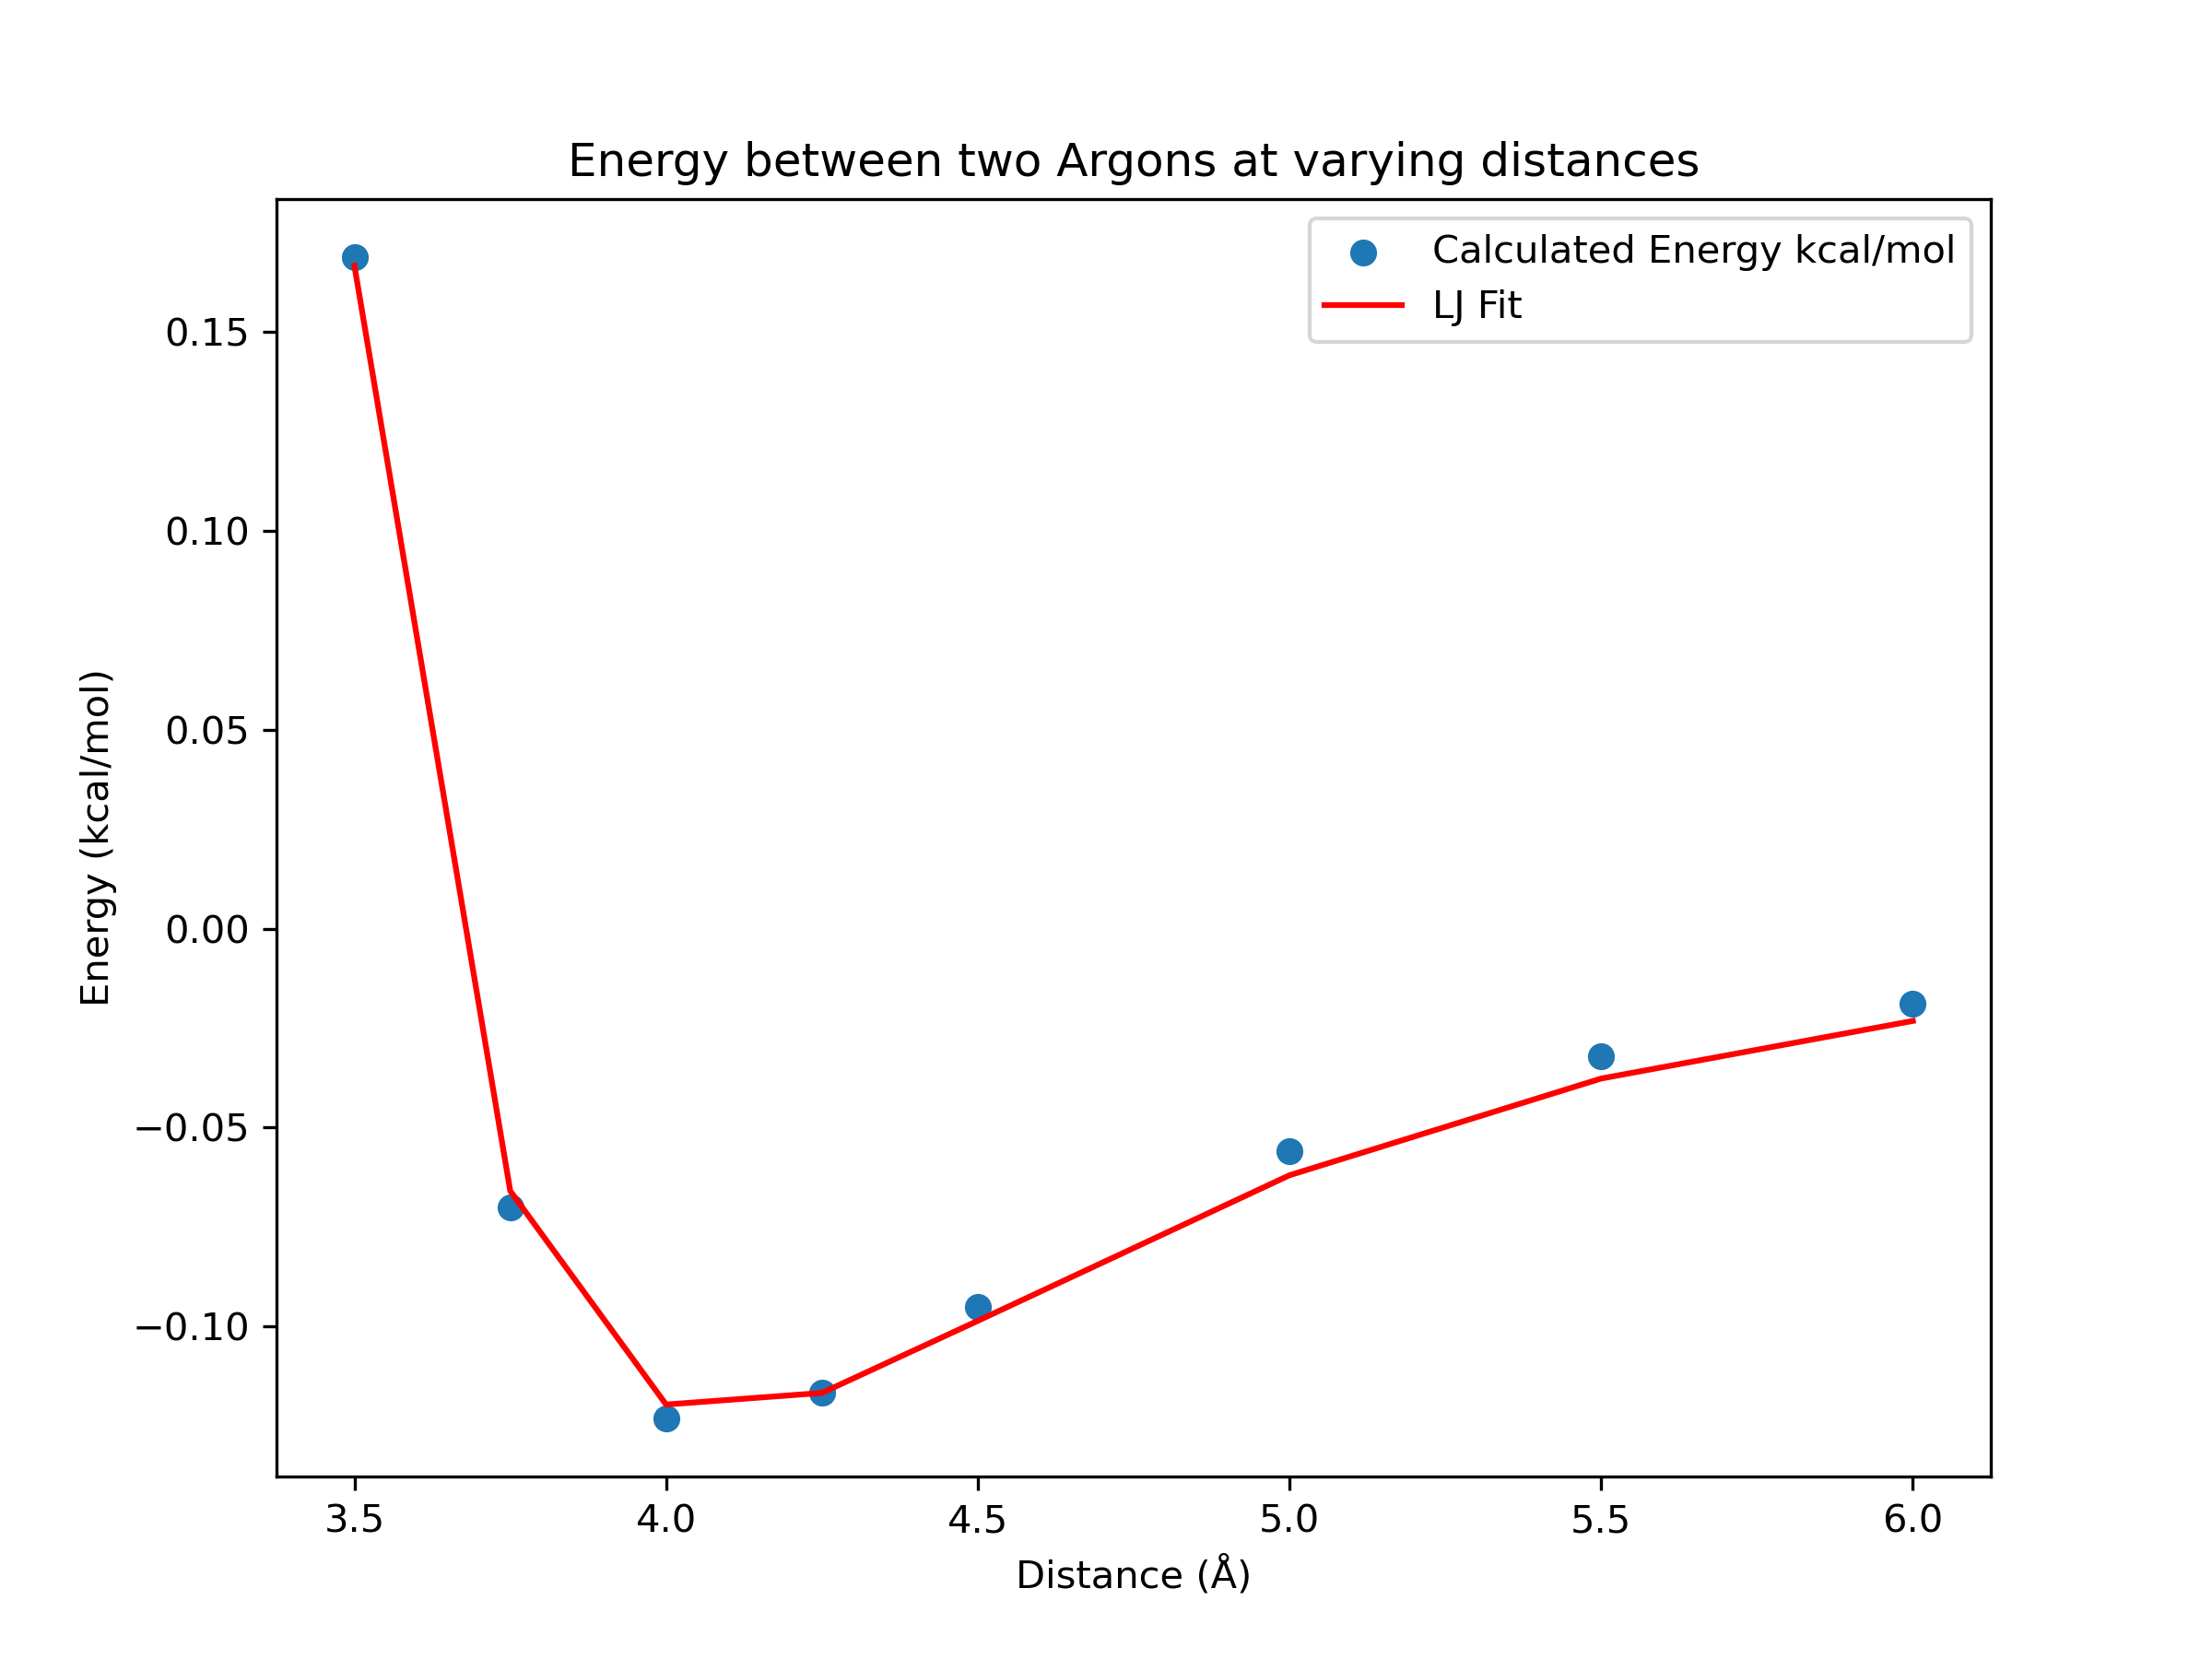 Energy between two Argons at varying distances
Calculated Energy kcal/mol
LJ Fit
Energy (kcal/mol)
0.15
0.10
0.05
0.00
−0.05
−0.10
3.5 4.0 4.5 5.0 5.5 6.0
Distance (Å)